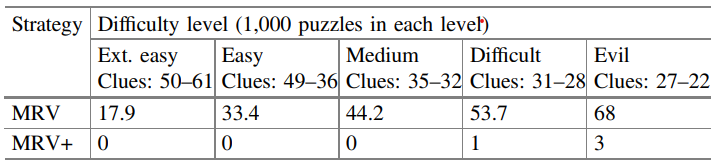 Strategy Difficulty level (1,000 puzzles in each level)
Ext. easy Easy Medium Difficult Evil
Clues: 50–61 Clues: 49–36 Clues: 35–32 Clues: 31–28 Clues: 27–22
MRV 17.9 33.4 44.2 53.7 68
MRV+ 0 0 0 1 3